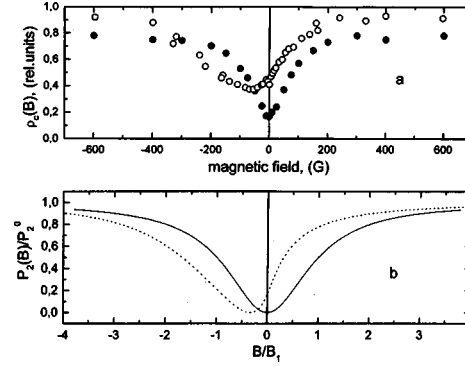 1,0
0,8
0,6
0,4
0,2
0,0
ρc(B), (rel.units)
a
-600 -400 -200 0 200 400 600
magnetic field, (G)
1,0
0,8
0,6
0,4
0,2
0,0
P2(B)/P2^0
b
-4 -3 -2 -1 0 1 2 3
B/B1